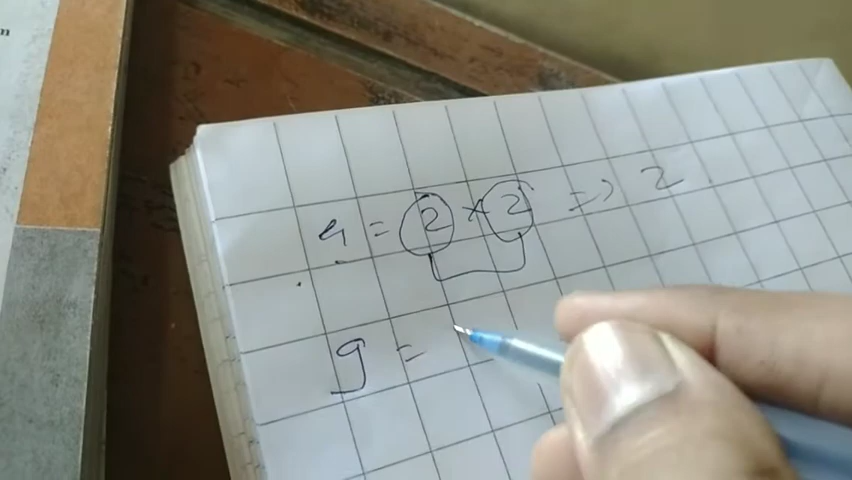 4 = 2 × 2 => 2
9 =